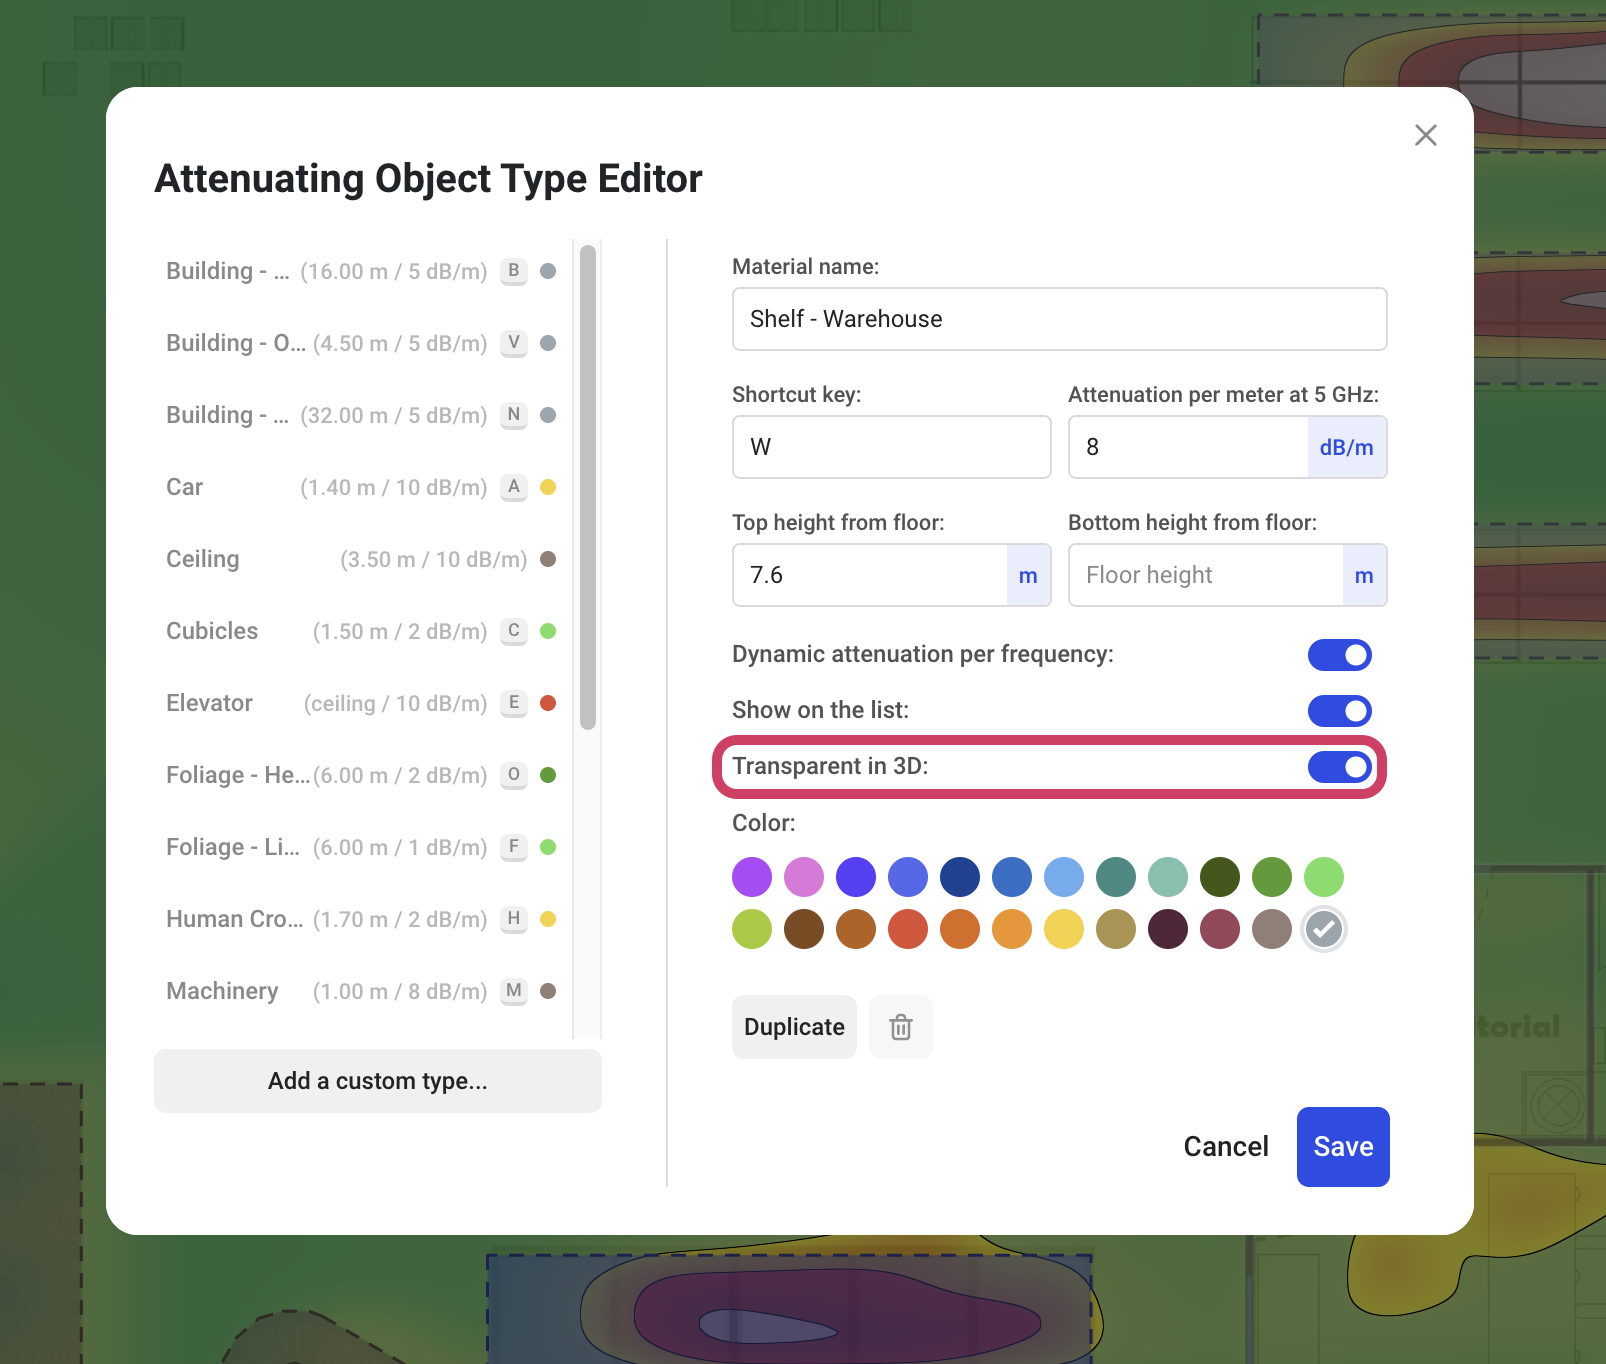 Attenuating Object Type Editor
Building - ... (16.00 m / 5 dB/m) B
Building - O... (4.50 m / 5 dB/m) V
Building - ... (32.00 m / 5 dB/m) N
Car (1.40 m / 10 dB/m) A
Ceiling (3.50 m / 10 dB/m)
Cubicles (1.50 m / 2 dB/m) C
Elevator (ceiling / 10 dB/m) E
Foliage - He... (6.00 m / 2 dB/m) O
Foliage - Li... (6.00 m / 1 dB/m) F
Human Cro... (1.70 m / 2 dB/m) H
Machinery (1.00 m / 8 dB/m) M
Add a custom type...
Material name:
Shelf - Warehouse
Shortcut key:
W
Attenuation per meter at 5 GHz:
8 dB/m
Top height from floor:
7.6 m
Bottom height from floor:
Floor height m
Dynamic attenuation per frequency:
Show on the list:
Transparent in 3D:
Color:
Duplicate
Cancel
Save
torial